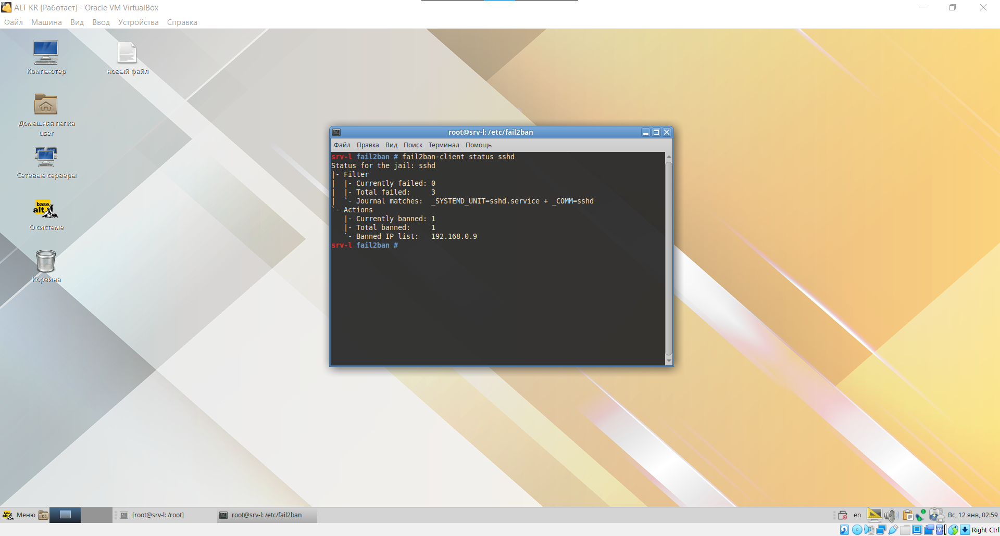 ALT KR [Работает] - Oracle VM VirtualBox
Файл Машина Вид Ввод Устройства Справка
Компьютер
новый файл
Домашняя папка
user
Сетевые серверы
base
alt
О системе
Корзина
root@srv-l: /etc/fail2ban
Файл Правка Вид Поиск Терминал Помощь
srv-l fail2ban # fail2ban-client status sshd
Status for the jail: sshd
|- Filter
|  |- Currently failed: 0
|  |- Total failed:     3
|  `- Journal matches:  _SYSTEMD_UNIT=sshd.service + _COMM=sshd
`- Actions
   |- Currently banned: 1
   |- Total banned:     1
   `- Banned IP list:   192.168.0.9
srv-l fail2ban #
base
alt
Меню
[root@srv-l: /root]
root@srv-l: /etc/fail2ban
en
Вс, 12 янв, 02:59
Right Ctrl